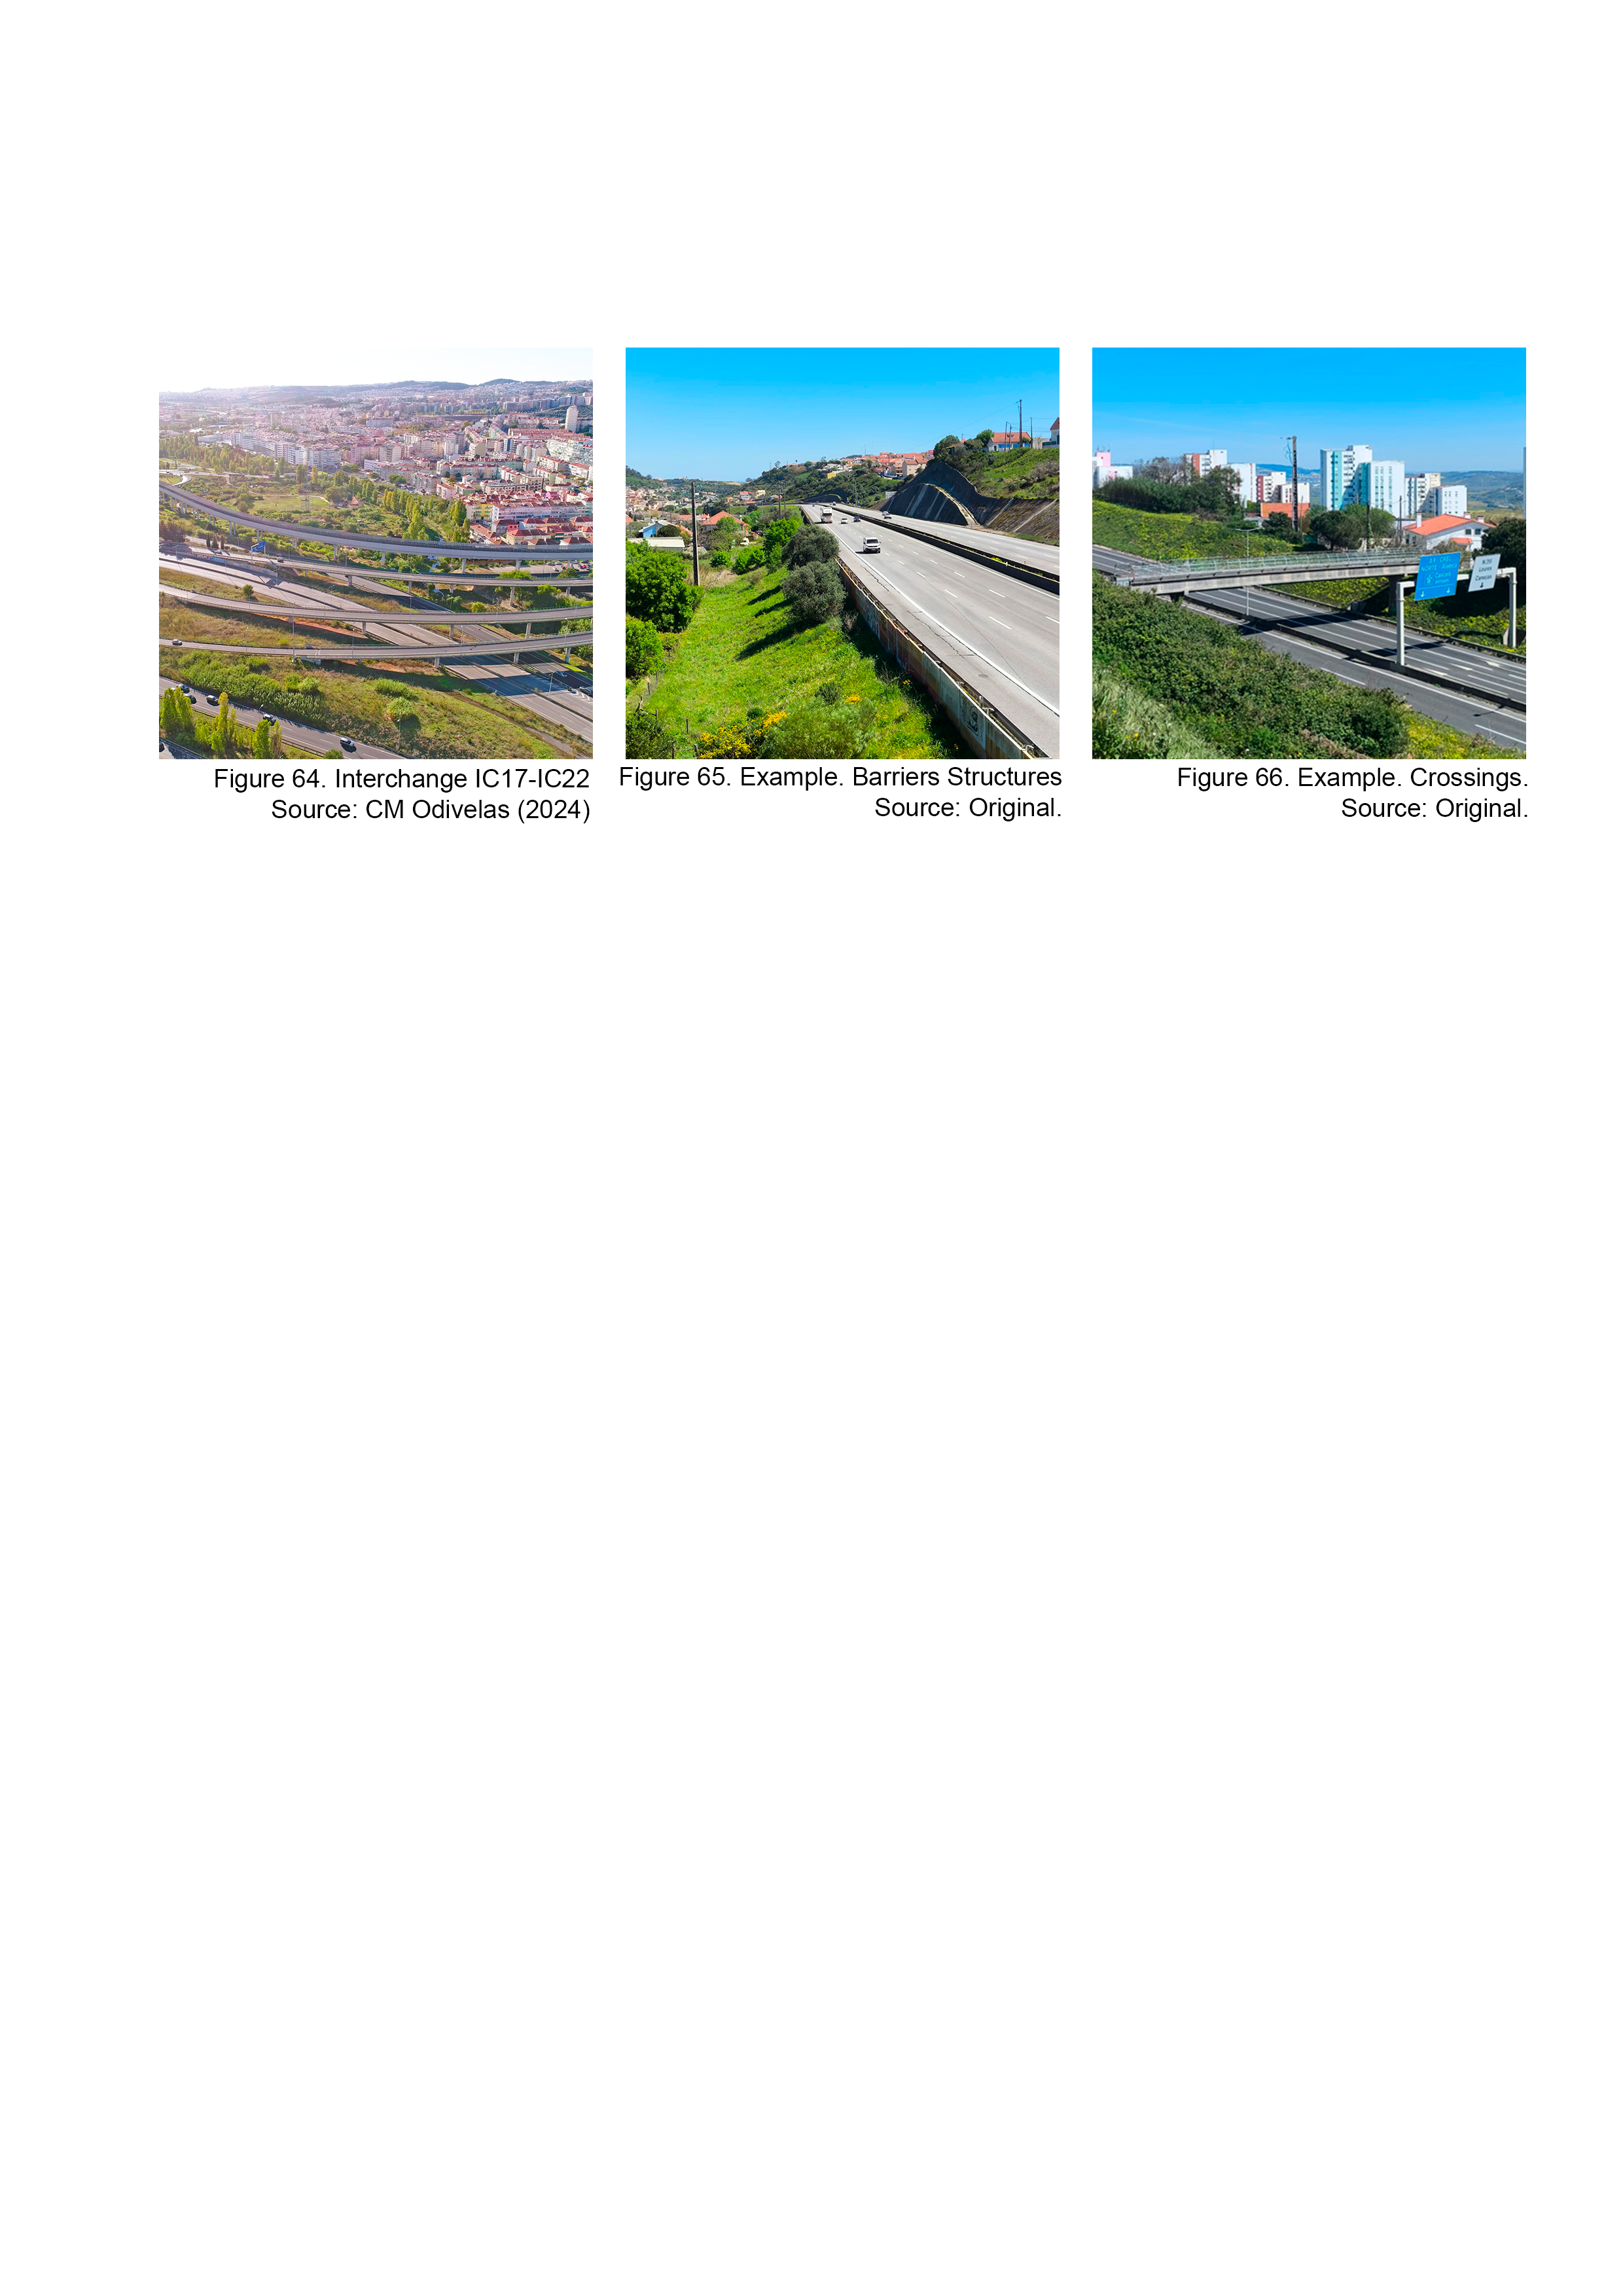 Figure 64. Interchange IC17-IC22
Source: CM Odivelas (2024)
Figure 65. Example. Barriers Structures
Source: Original.
Figure 66. Example. Crossings.
Source: Original.
Loures